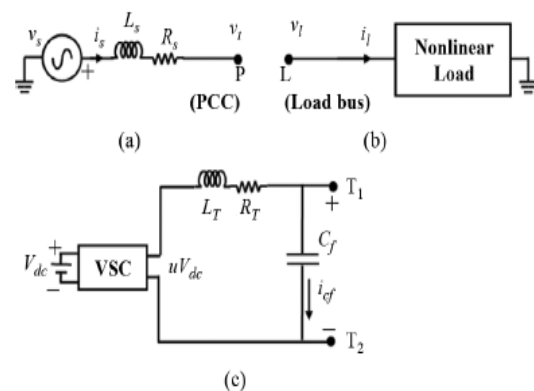 v_s i_s L_s R_s v_t
P
(PCC)
(a)
v_l i_l
L
(Load bus)
Nonlinear
Load
(b)
L_T R_T T_1
+
C_f
i_cf
V_dc + − VSC uV_dc
− T_2
(c)
+